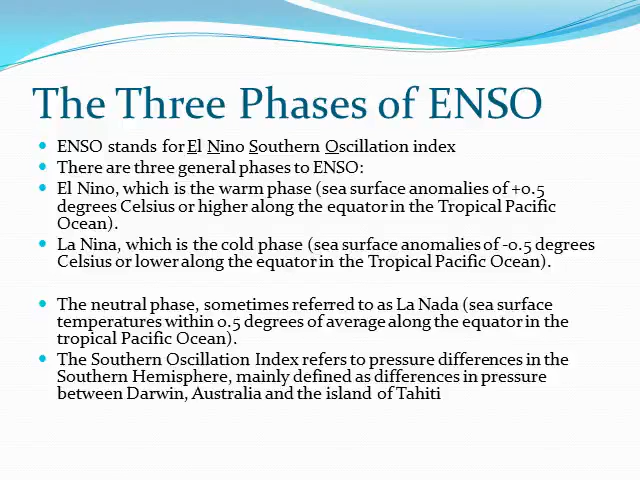 The Three Phases of ENSO
ENSO stands for El Nino Southern Oscillation index
There are three general phases to ENSO:
El Nino, which is the warm phase (sea surface anomalies of +0.5
degrees Celsius or higher along the equator in the Tropical Pacific
Ocean).
La Nina, which is the cold phase (sea surface anomalies of -0.5 degrees
Celsius or lower along the equator in the Tropical Pacific Ocean).
The neutral phase, sometimes referred to as La Nada (sea surface
temperatures within 0.5 degrees of average along the equator in the
tropical Pacific Ocean).
The Southern Oscillation Index refers to pressure differences in the
Southern Hemisphere, mainly defined as differences in pressure
between Darwin, Australia and the island of Tahiti